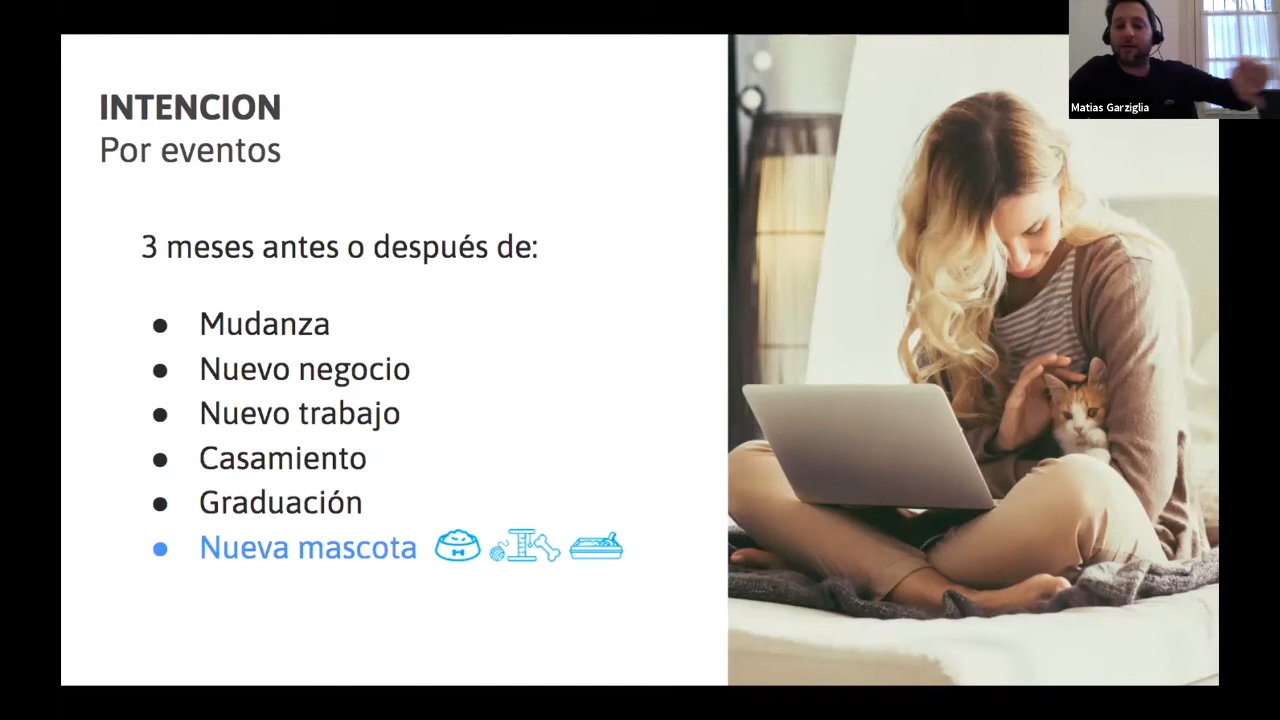 INTENCION
Por eventos
3 meses antes o después de:
● Mudanza
● Nuevo negocio
● Nuevo trabajo
● Casamiento
● Graduación
● Nueva mascota
Matias Garziglia